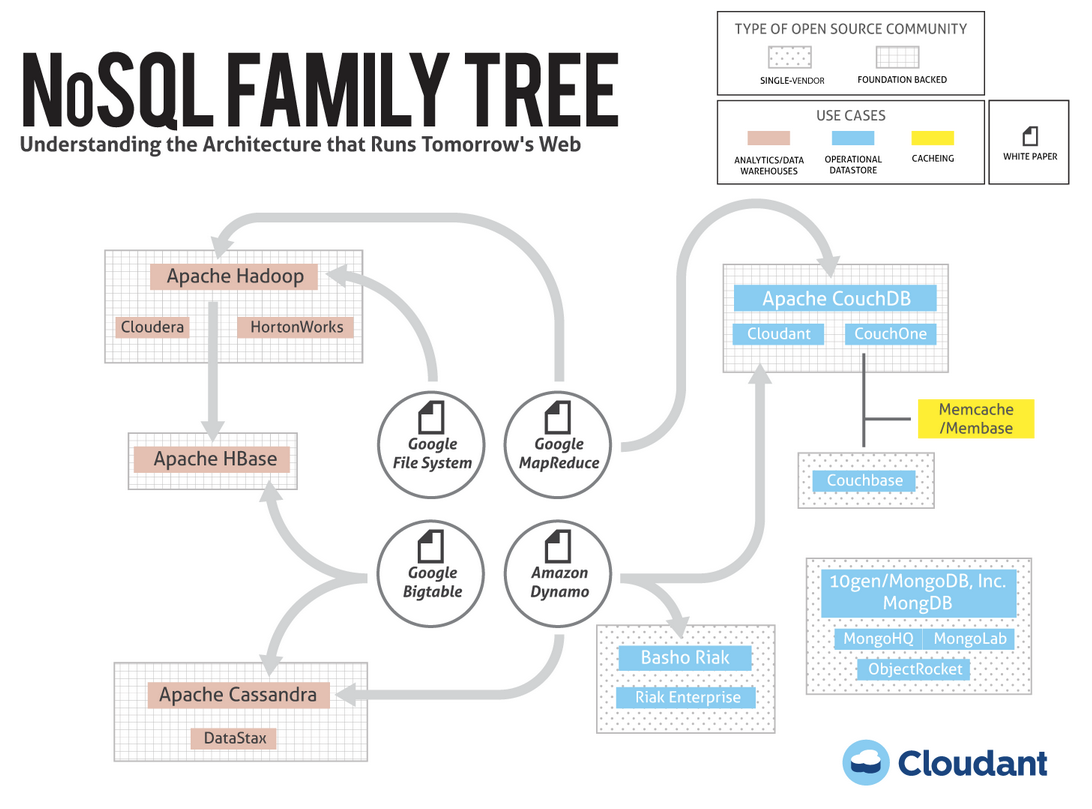 NoSQL FAMILY TREE
Understanding the Architecture that Runs Tomorrow's Web
TYPE OF OPEN SOURCE COMMUNITY
SINGLE-VENDOR
FOUNDATION BACKED
USE CASES
ANALYTICS/DATA
WAREHOUSES
OPERATIONAL
DATASTORE
CACHEING
WHITE PAPER
Apache Hadoop
Cloudera
HortonWorks
Apache HBase
Google
File System
Google
MapReduce
Google
Bigtable
Amazon
Dynamo
Apache Cassandra
DataStax
Apache CouchDB
Cloudant
CouchOne
Memcache
/Membase
Couchbase
Basho Riak
Riak Enterprise
10gen/MongoDB, Inc.
MongDB
MongoHQ
MongoLab
ObjectRocket
Cloudant